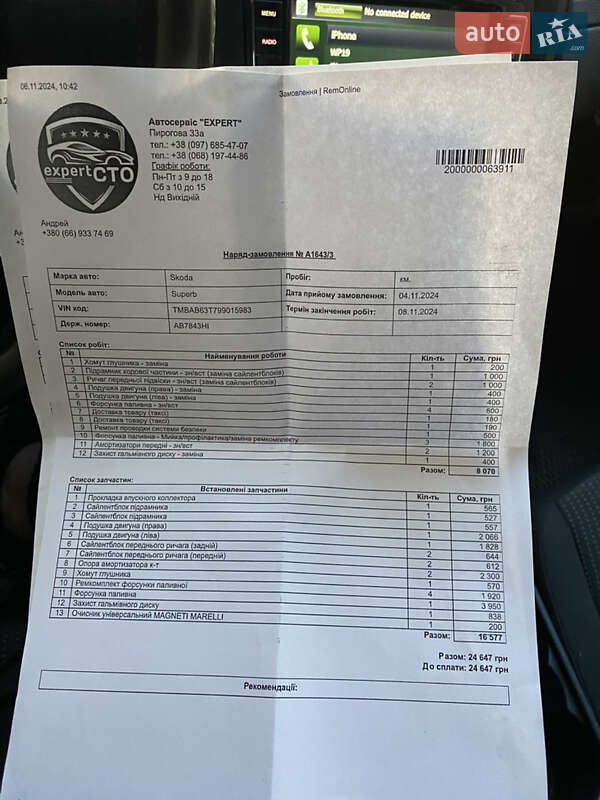 MENU
RADIO
Bluetooth
No connected device
iPhone
WP19
auto RIA .com
06.11.2024, 10:42
Замовлення | RemOnline
expert СТО
Автосервіс "EXPERT"
Пирогова 33а
тел.: +38 (097) 685-47-07
тел.: +38 (068) 197-44-86
Графік роботи:
Пн-Пт з 9 до 18
Сб з 10 до 15
Нд Вихідній
2000000063911
Андрей
+380 (66) 933 74 69
Наряд-замовлення № A1643/3
Марка авто: Skoda Пробіг: км.
Модель авто: Superb Дата прийому замовлення: 04.11.2024
VIN код: TMBAB63T799015983 Термін закінчення робіт: 08.11.2024
Держ. номер: AB7843HI
Список робіт:
№ Найменування роботи Кіл-ть Сума, грн
1 Хомут глушника - заміна 1 200
2 Підрамник ходової частини - зн/вст (заміна сайлентблоків) 1 1 000
3 Ричаг передньої підвіски - зн/вст (заміна сайлентблоків) 2 1 000
4 Подушка двигуна (права) - заміна 1 400
5 Подушка двигуна (ліва) - заміна 1 400
6 Форсунка паливна - зн/вст 4 600
7 Доставка товару (таксі) 1 180
8 Доставка товару (таксі) 1 190
9 Ремонт проводки системи безпеки 1 500
10 Форсунка паливна - Мийка/профілактика/заміна ремкомплекту 3 1 800
11 Амортизатори передні - зн/вст 2 1 200
12 Захист гальмівного диску - заміна 1 400
Разом: 8 070
Список запчастин:
№ Встановлені запчастини Кіл-ть Сума, грн
1 Прокладка впускного коллектора 1 565
2 Сайлентблок підрамника 1 527
3 Сайлентблок підрамника 1 557
4 Подушка двигуна (права) 1 2 066
5 Подушка двигуна (ліва) 1 1 828
6 Сайлентблок переднього ричага (задній) 2 644
7 Сайлентблок переднього ричага (передній) 2 612
8 Опора амортизатора к-т 2 2 300
9 Хомут глушника 1 570
10 Ремкомплект форсунки паливної 4 1 920
11 Форсунка паливна 1 3 950
12 Захист гальмівного диску 1 838
13 Очисник універсальний MAGNETI MARELLI 1 200
Разом: 16 577
Разом: 24 647 грн
До сплати: 24 647 грн
Рекомендації: